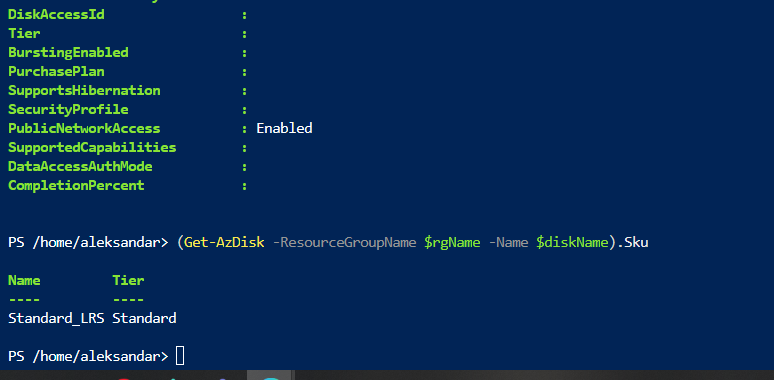 DiskAccessId :
Tier :
BurstingEnabled :
PurchasePlan :
SupportsHibernation :
SecurityProfile :
PublicNetworkAccess : Enabled
SupportedCapabilities :
DataAccessAuthMode :
CompletionPercent :
PS /home/aleksandar> (Get-AzDisk -ResourceGroupName $rgName -Name $diskName).Sku
Name Tier
---- ----
Standard_LRS Standard
PS /home/aleksandar>